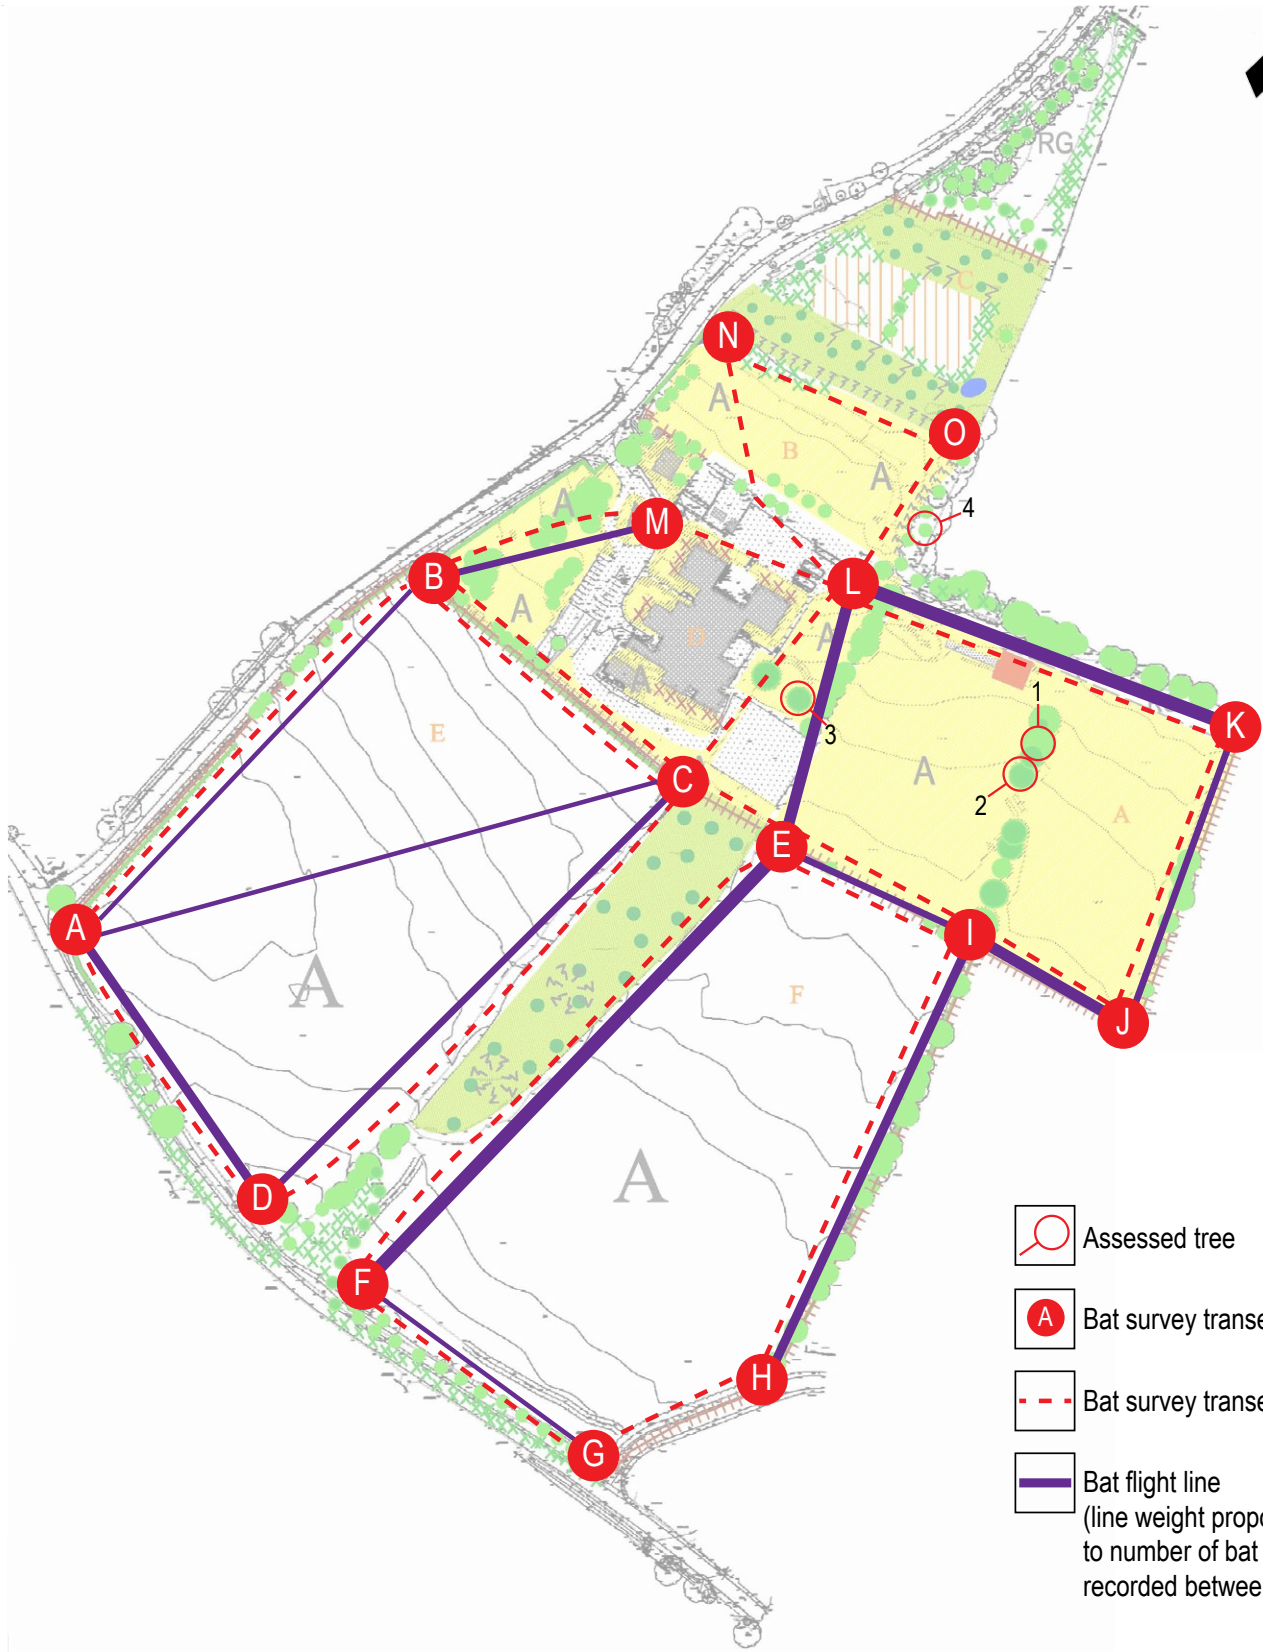 RG
C
N
A
O
B
A
4
A
M
B
L
A
A
D
A
1
K
3
E
C
A
2
A
E
A
I
F
A
J
A
D
F
H
G
Assessed tree
A Bat survey transe
Bat survey transe
Bat flight line
(line weight propo
to number of bat
recorded betwee